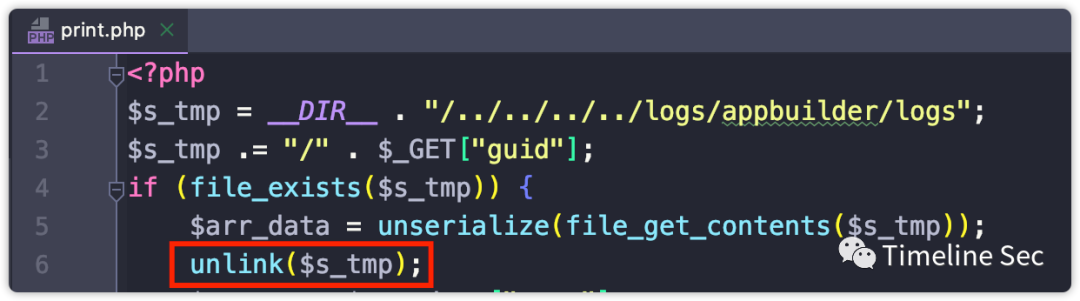 print.php
1 <?php
2 $s_tmp = __DIR__ . "/../../../../logs/appbuilder/logs";
3 $s_tmp .= "/" . $_GET["guid"];
4 if (file_exists($s_tmp)) {
5 $arr_data = unserialize(file_get_contents($s_tmp));
6 unlink($s_tmp);
Timeline Sec